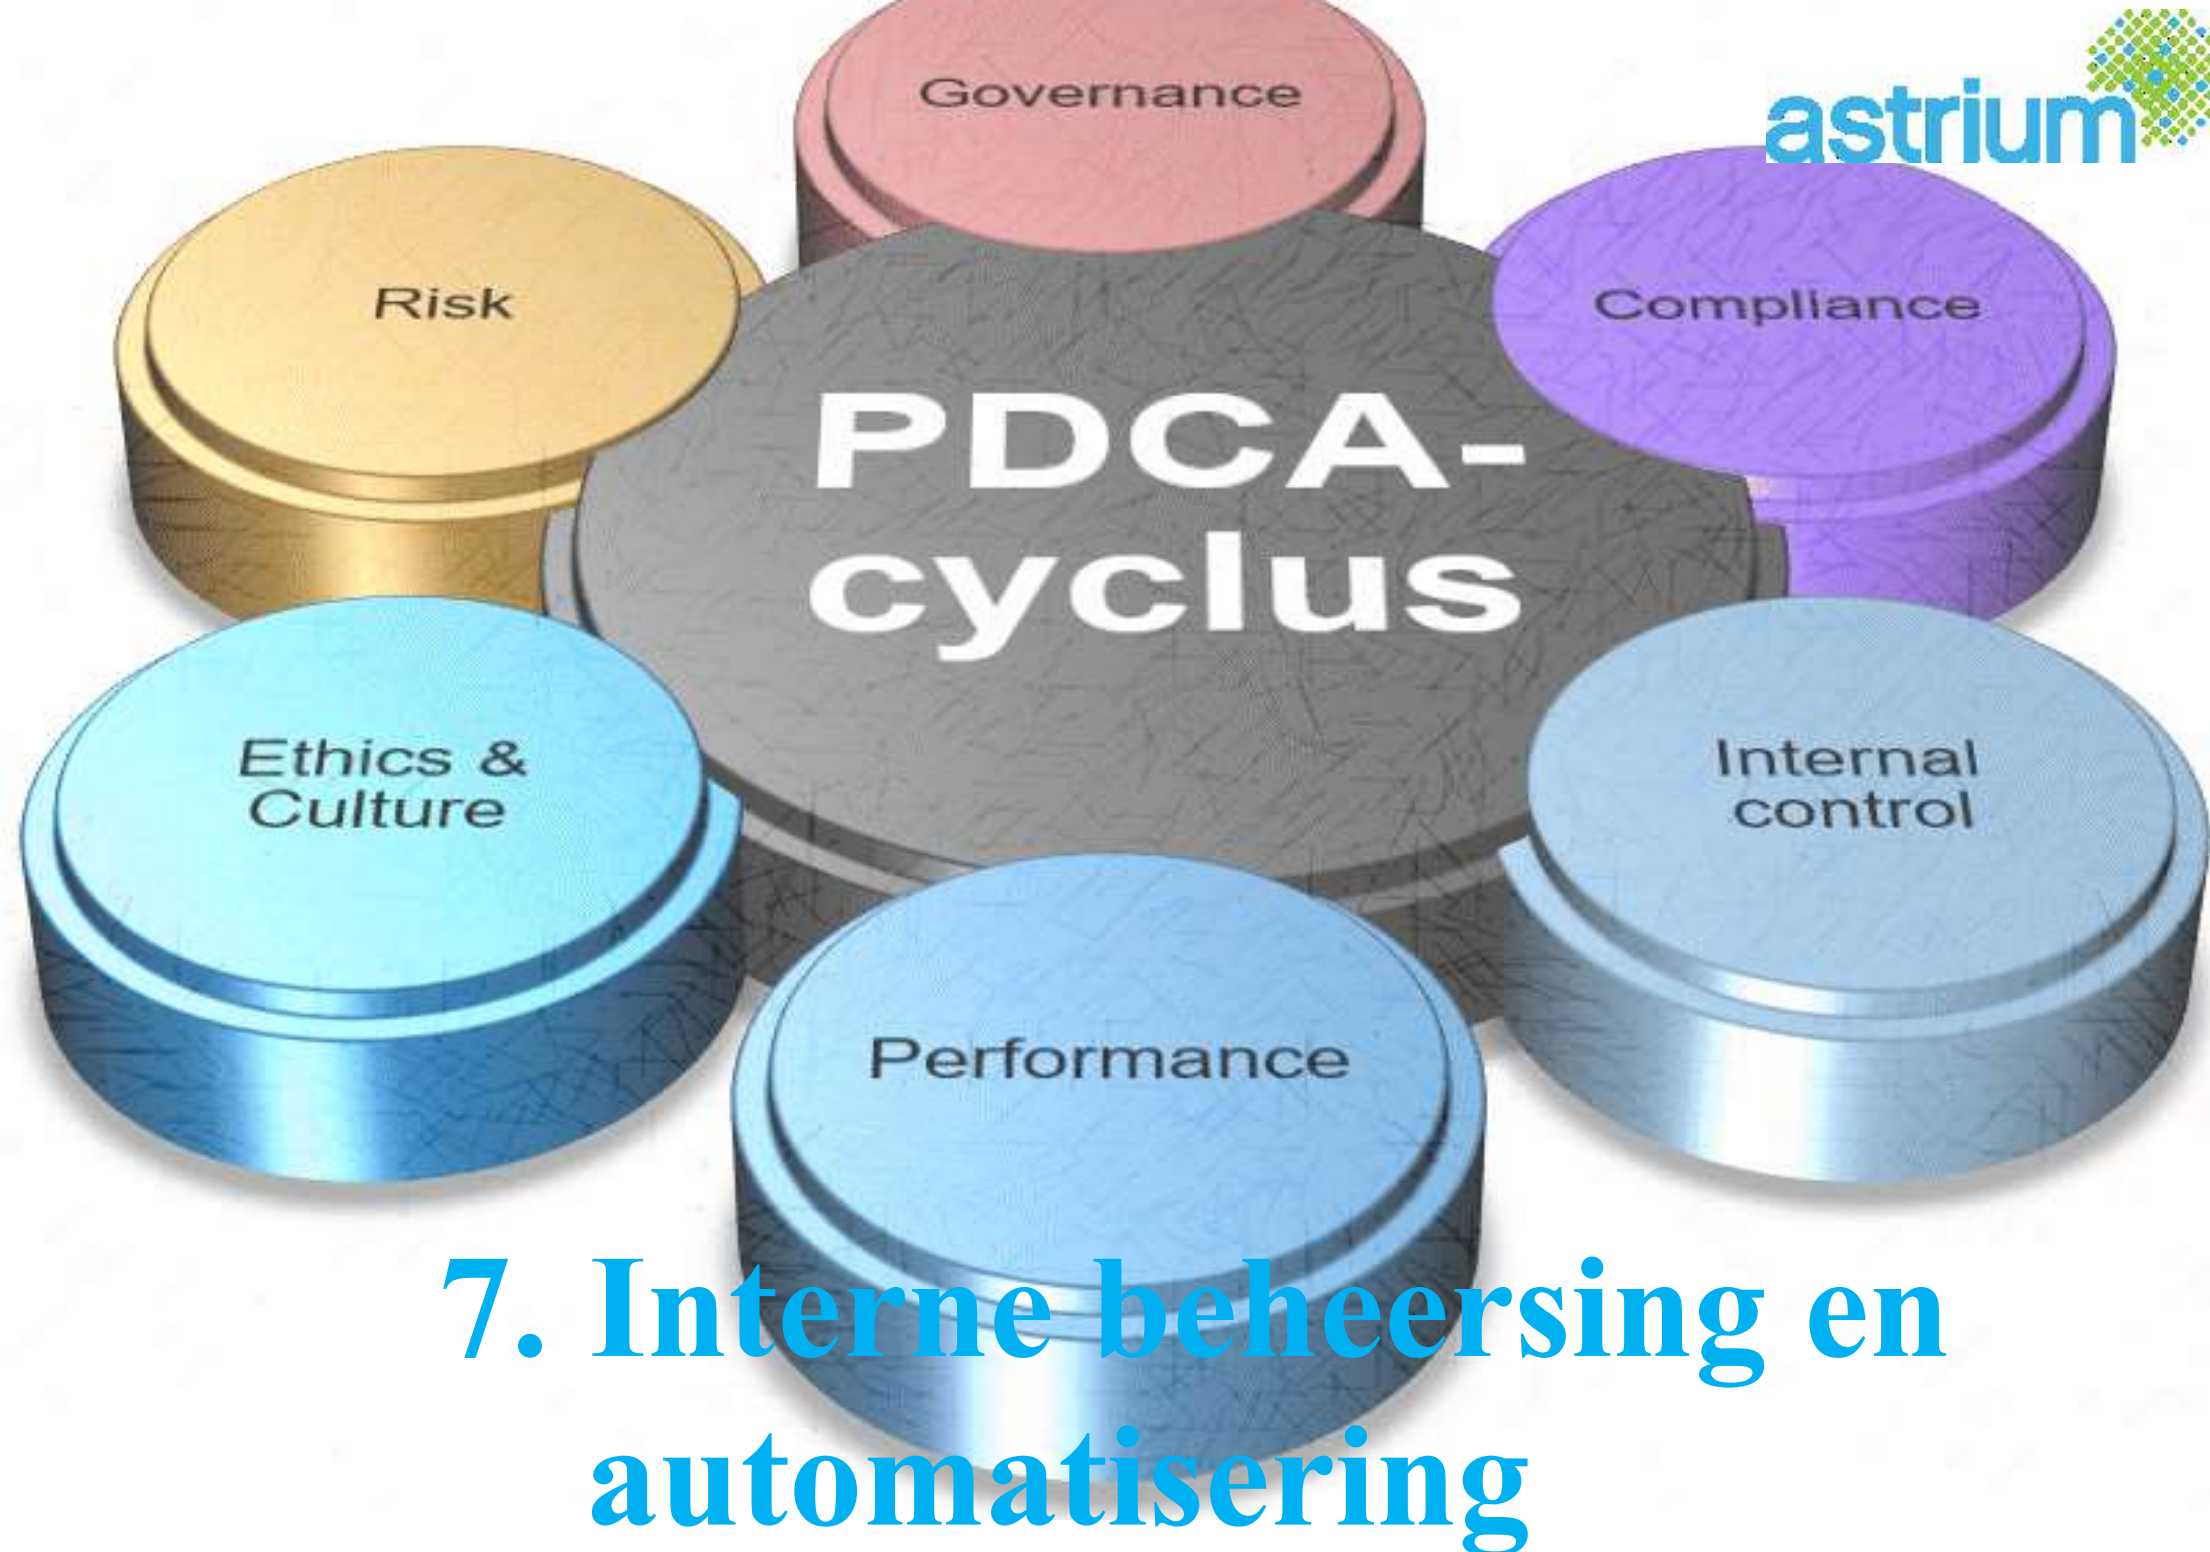 Governance
astrium
Risk
Compliance
PDCA-
cyclus
Ethics &
Culture
Internal
control
Performance
7. Interne beheersing en
automatisering